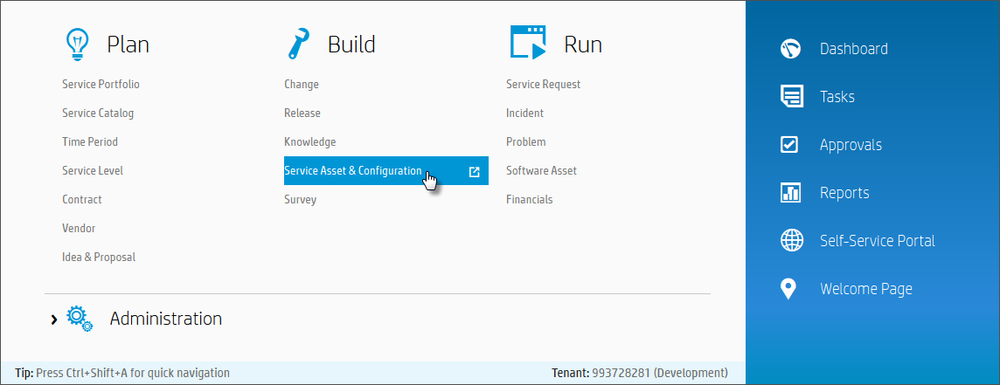 Plan
Service Portfolio
Service Catalog
Time Period
Service Level
Contract
Vendor
Idea & Proposal
Build
Change
Release
Knowledge
Service Asset & Configuration
Survey
Run
Service Request
Incident
Problem
Software Asset
Financials
Administration
Tip: Press Ctrl+Shift+A for quick navigation
Tenant: 993728281 (Development)
Dashboard
Tasks
Approvals
Reports
Self-Service Portal
Welcome Page